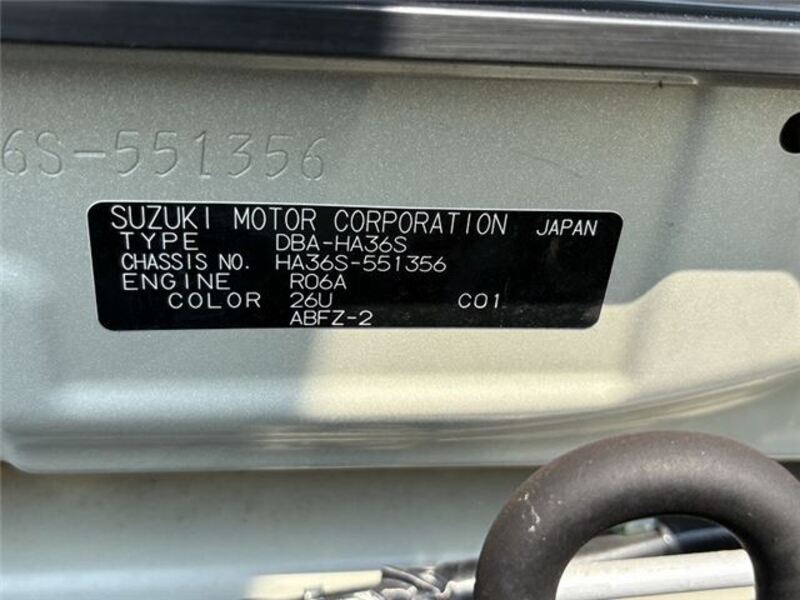 6S-551356
SUZUKI MOTOR CORPORATION JAPAN
TYPE DBA-HA36S
CHASSIS NO. HA36S-551356
ENGINE R06A
COLOR 26U C01
ABFZ-2